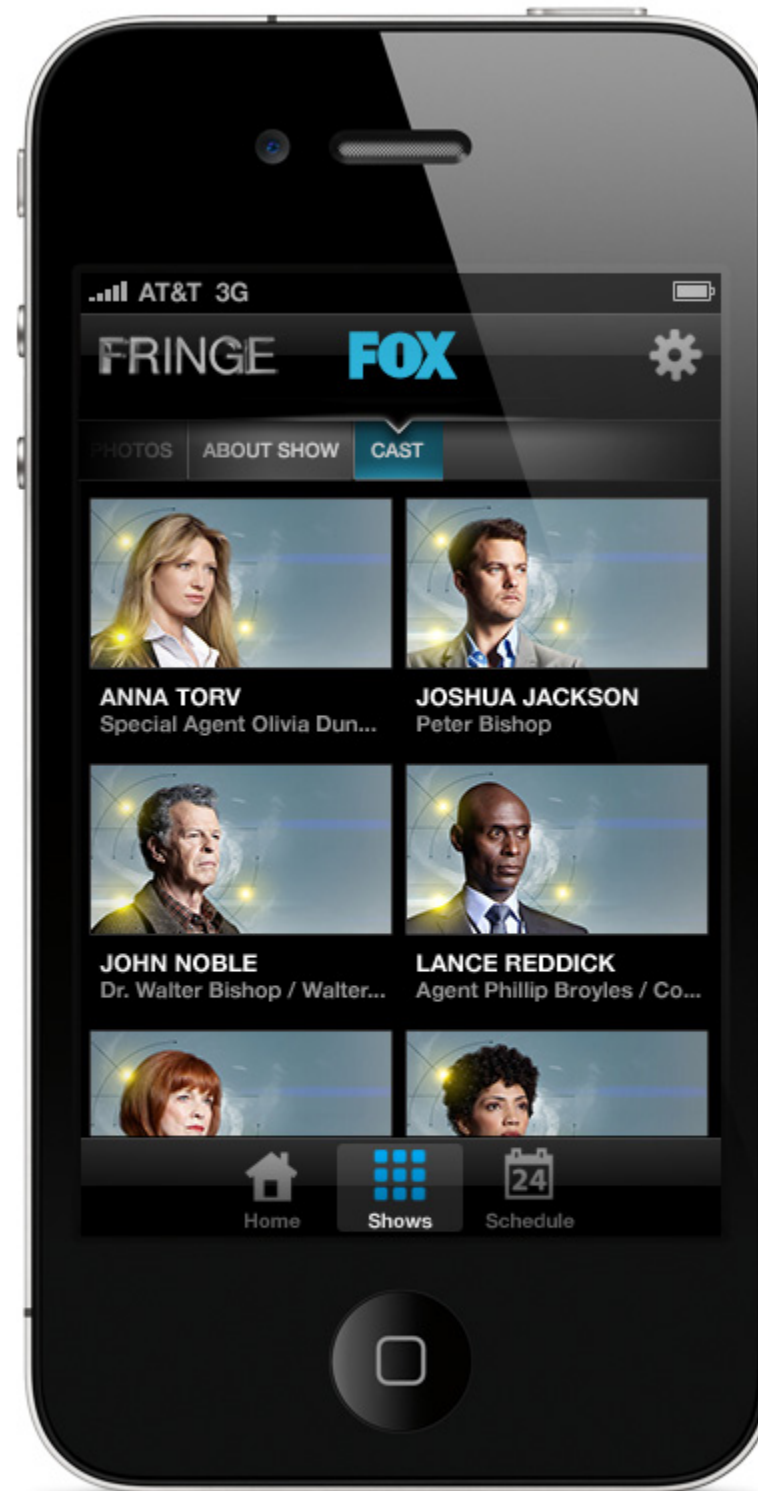 AT&T 3G
FRINGE FOX
PHOTOS ABOUT SHOW CAST
ANNA TORV JOSHUA JACKSON
Special Agent Olivia Dun... Peter Bishop
JOHN NOBLE LANCE REDDICK
Dr. Walter Bishop / Walter... Agent Phillip Broyles / Co...
24
Home Shows Schedule